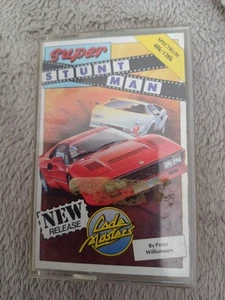 Super
STUNT
MAN
SPECTRUM
48K/128K
NEW
RELEASE
Code
Masters
By Peter
Williamson